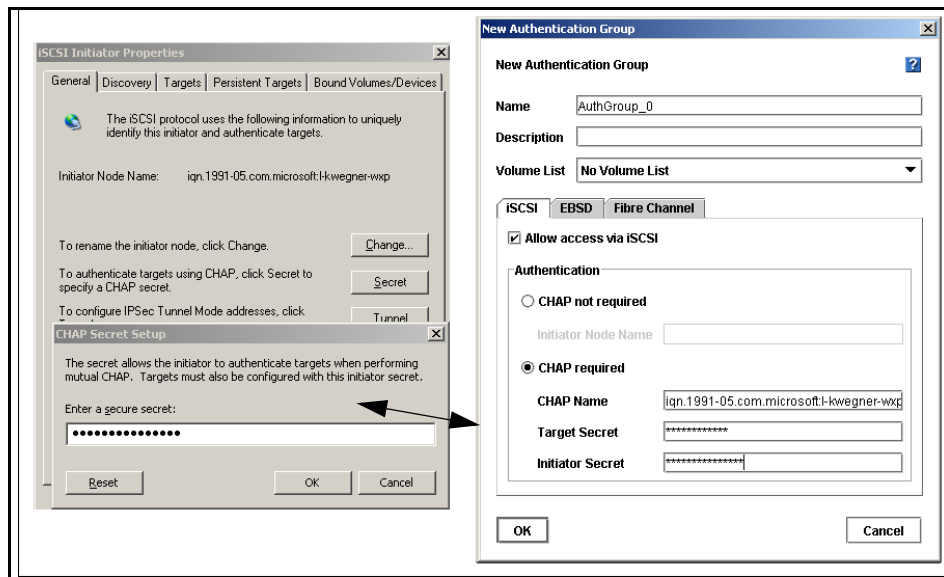 iSCSI Initiator Properties
General Discovery Targets Persistent Targets Bound Volumes/Devices
The iSCSI protocol uses the following information to uniquely
identify this initiator and authenticate targets.
Initiator Node Name: iqn.1991-05.com.microsoft:l-kwegner-wxp
To rename the initiator node, click Change.
Change...
To authenticate targets using CHAP, click Secret to
specify a CHAP secret.
Secret
To configure IPSec Tunnel Mode addresses, click
Tunnel
CHAP Secret Setup
The secret allows the initiator to authenticate targets when performing
mutual CHAP. Targets must also be configured with this initiator secret.
Enter a secure secret:
•••••••••••••••
Reset OK Cancel
New Authentication Group
New Authentication Group
?
Name AuthGroup_0
Description
Volume List No Volume List
iSCSI EBSD Fibre Channel
Allow access via iSCSI
Authentication
CHAP not required
Initiator Node Name
CHAP required
CHAP Name iqn.1991-05.com.microsoft:l-kwegner-wxp
Target Secret ************
Initiator Secret ***************
OK Cancel